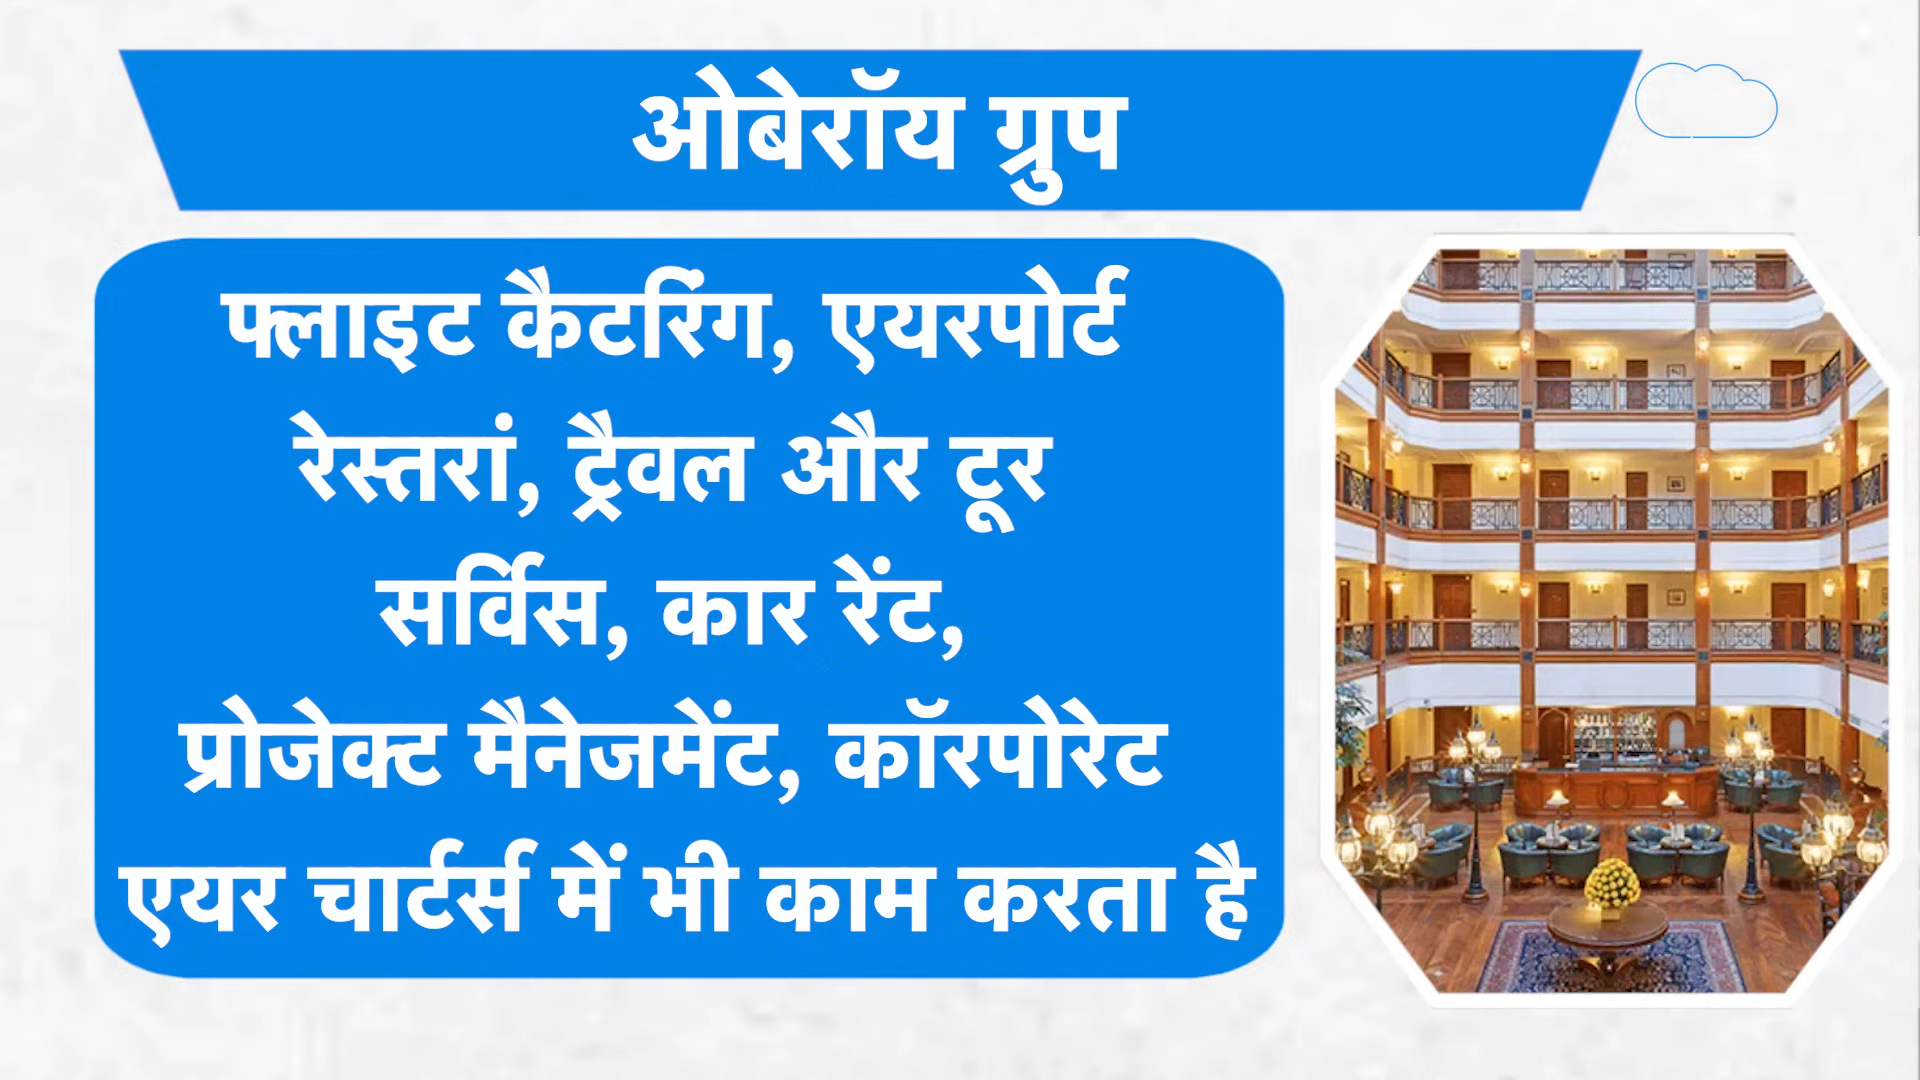 ओबेरॉय ग्रुप
फ्लाइट कैटरिंग, एयरपोर्ट
रेस्तरां, ट्रैवल और टूर
सर्विस, कार रेंट,
प्रोजेक्ट मैनेजमेंट, कॉरपोरेट
एयर चार्टर्स में भी काम करता है